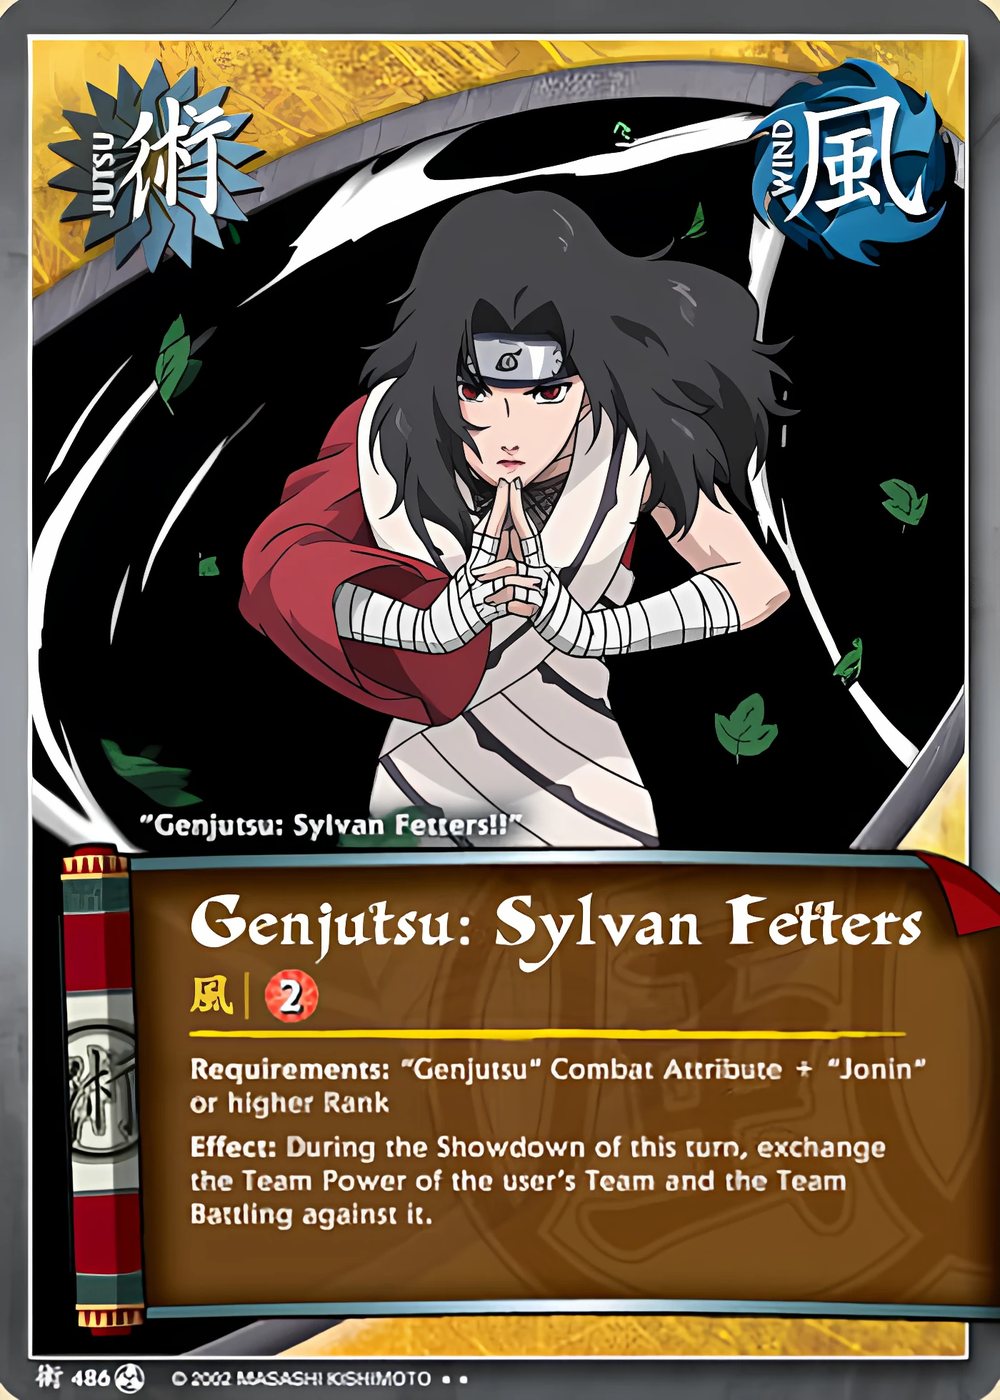 JUTSU 術
WIND 風
"Genjutsu: Sylvan Fetters!!"
Genjutsu: Sylvan Fetters
風 | 2
Requirements: "Genjutsu" Combat Attribute + "Jonin"
or higher Rank
Effect: During the Showdown of this turn, exchange
the Team Power of the user's Team and the Team
Battling against it.
術
術 486 © 2002 MASASHI KISHIMOTO